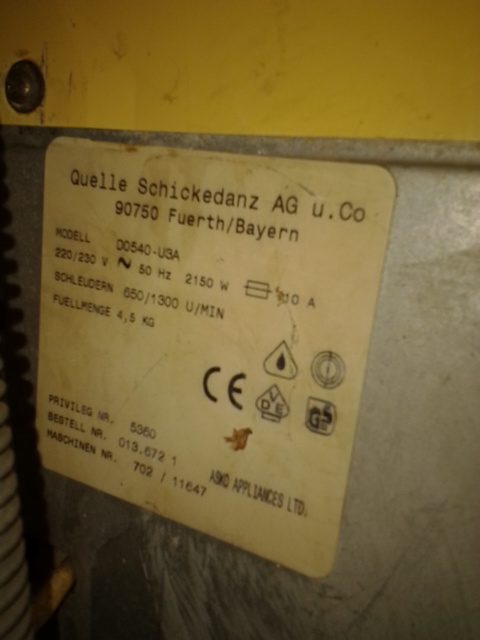 Quelle Schickedanz AG u.Co
90750 Fuerth/Bayern
MODELL D0540-U3A
220/230 V ~ 50 Hz 2150 W 10 A
SCHLEUDERN 650/1300 U/MIN
FUELLMENGE 4,5 KG
CE
VDE
GS
PRIVILEG NR. 5360
BESTELL NR. 013.672 1
MASCHINEN NR. 702 / 11647
ASKO APPLIANCES LTD.